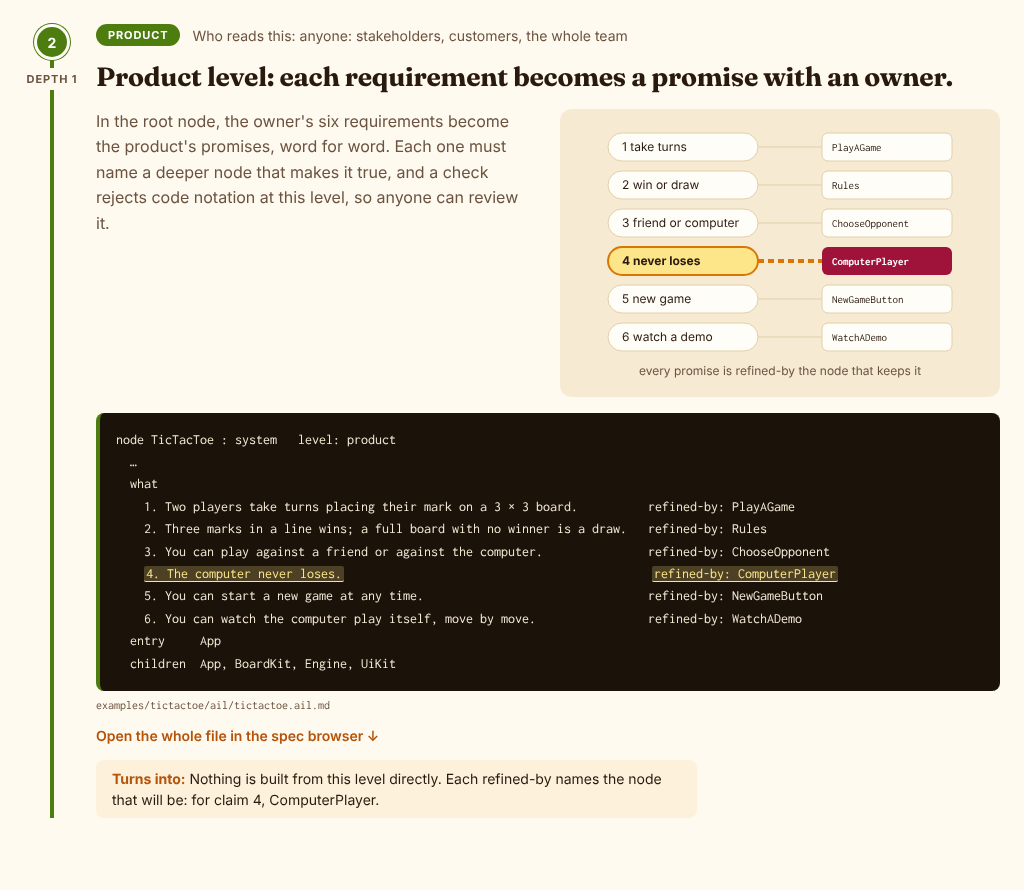 2
DEPTH 1
PRODUCT Who reads this: anyone: stakeholders, customers, the whole team
Product level: each requirement becomes a promise with an owner.
In the root node, the owner's six requirements become
the product's promises, word for word. Each one must
name a deeper node that makes it true, and a check
rejects code notation at this level, so anyone can review
it.
1 take turns PlayAGame
2 win or draw Rules
3 friend or computer ChooseOpponent
4 never loses ComputerPlayer
5 new game NewGameButton
6 watch a demo WatchADemo
every promise is refined-by the node that keeps it
node TicTacToe : system level: product
…
what
1. Two players take turns placing their mark on a 3 × 3 board. refined-by: PlayAGame
2. Three marks in a line wins; a full board with no winner is a draw. refined-by: Rules
3. You can play against a friend or against the computer. refined-by: ChooseOpponent
4. The computer never loses. refined-by: ComputerPlayer
5. You can start a new game at any time. refined-by: NewGameButton
6. You can watch the computer play itself, move by move. refined-by: WatchADemo
entry App
children App, BoardKit, Engine, UiKit
examples/tictactoe/ail/tictactoe.ail.md
Open the whole file in the spec browser ↓
Turns into: Nothing is built from this level directly. Each refined-by names the node
that will be: for claim 4, ComputerPlayer.